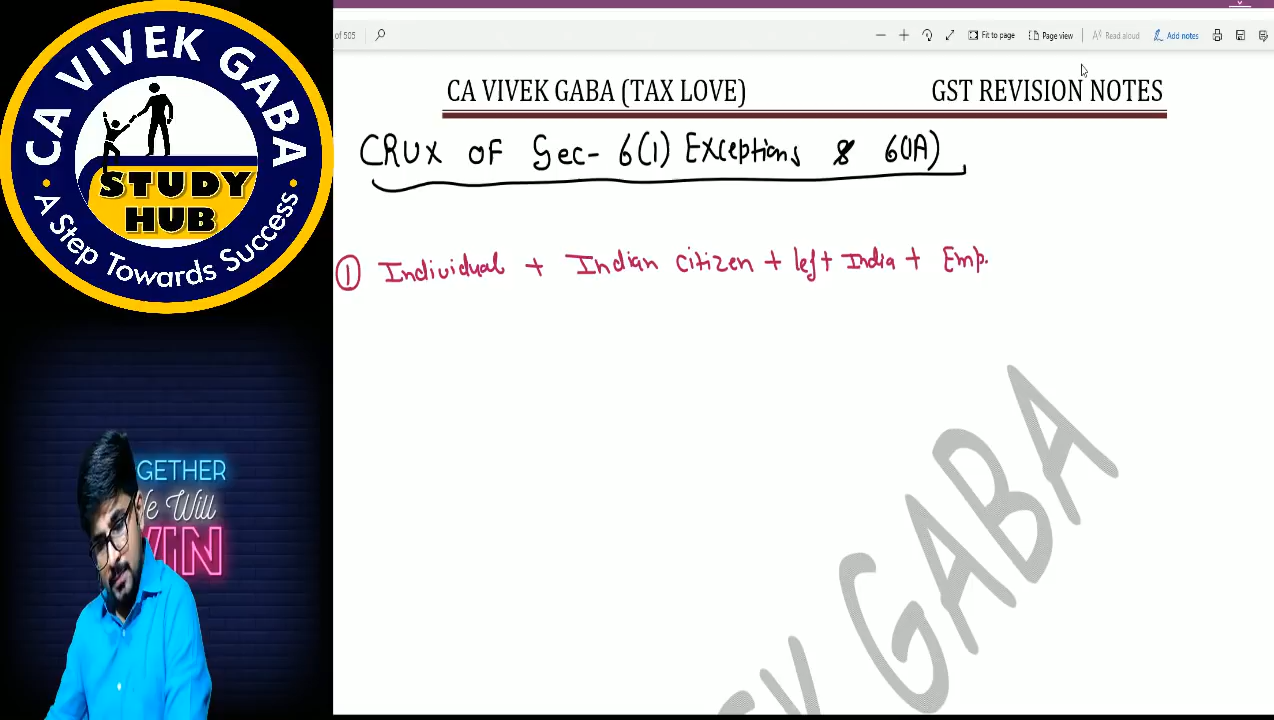 CA VIVEK GABA
STUDY
HUB
A Step Towards Success
of 505
Fit to page
Page view
Read aloud
Add notes
CA VIVEK GABA (TAX LOVE)
GST REVISION NOTES
CRUX OF Sec- 6(1) Exceptions & 6(1A)
① Individual + Indian citizen + left India + Emp.
GETHER
We Will
WIN
GABA